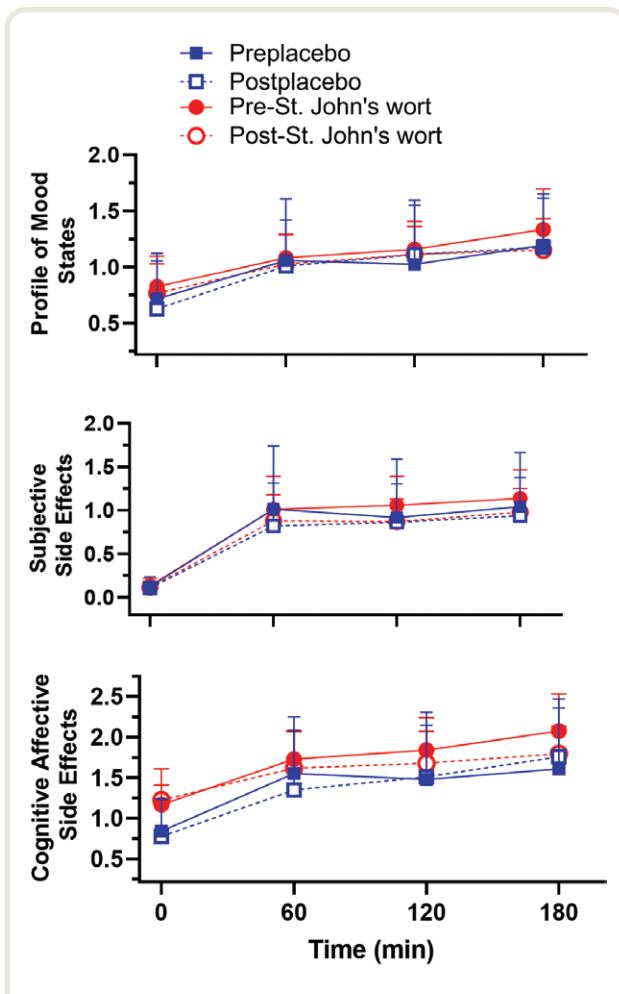 Preplacebo
Postplacebo
Pre-St. John's wort
Post-St. John's wort
Profile of Mood
States
2.0
1.5
1.0
0.5
Subjective
Side Effects
2.0
1.5
1.0
0.5
0.0
Cognitive Affective
Side Effects
2.5
2.0
1.5
1.0
0.5
0 60 120 180
Time (min)